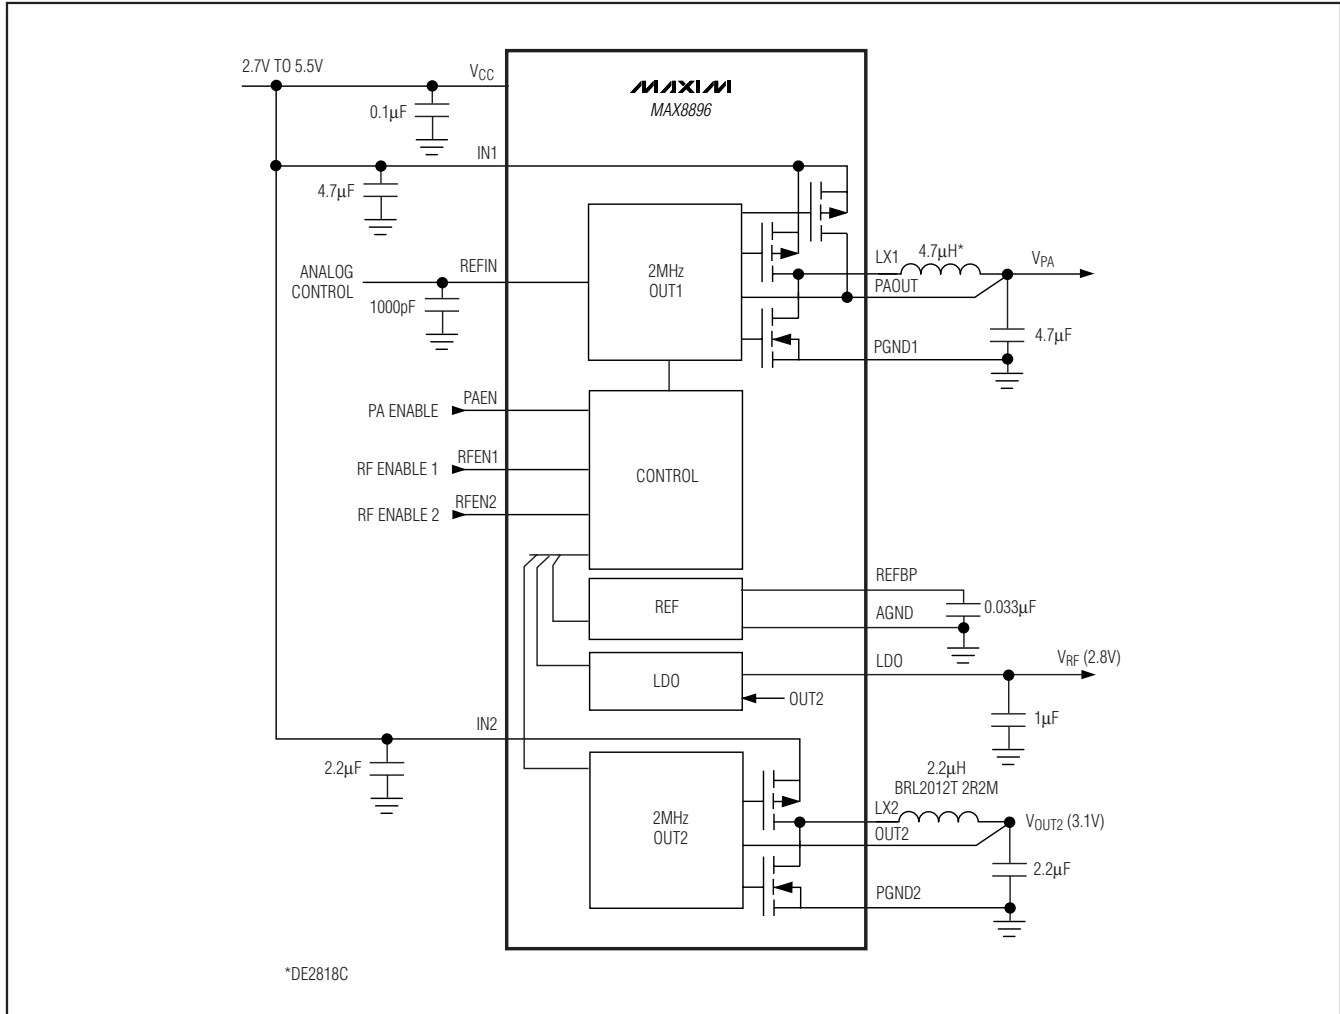 2.7V TO 5.5V
VCC
0.1μF
MAXIM
MAX8896
IN1
4.7μF
ANALOG
CONTROL
REFIN
1000pF
2MHz
OUT1
LX1
4.7μH*
VPA
PAOUT
4.7μF
PGND1
PA ENABLE
PAEN
RF ENABLE 1
RFEN1
RF ENABLE 2
RFEN2
CONTROL
REF
REFBP
0.033μF
AGND
LDO
LDO
VRF (2.8V)
OUT2
1μF
IN2
2.2μF
2MHz
OUT2
2.2μH
BRL2012T 2R2M
LX2
OUT2
VOUT2 (3.1V)
2.2μF
PGND2
*DE2818C